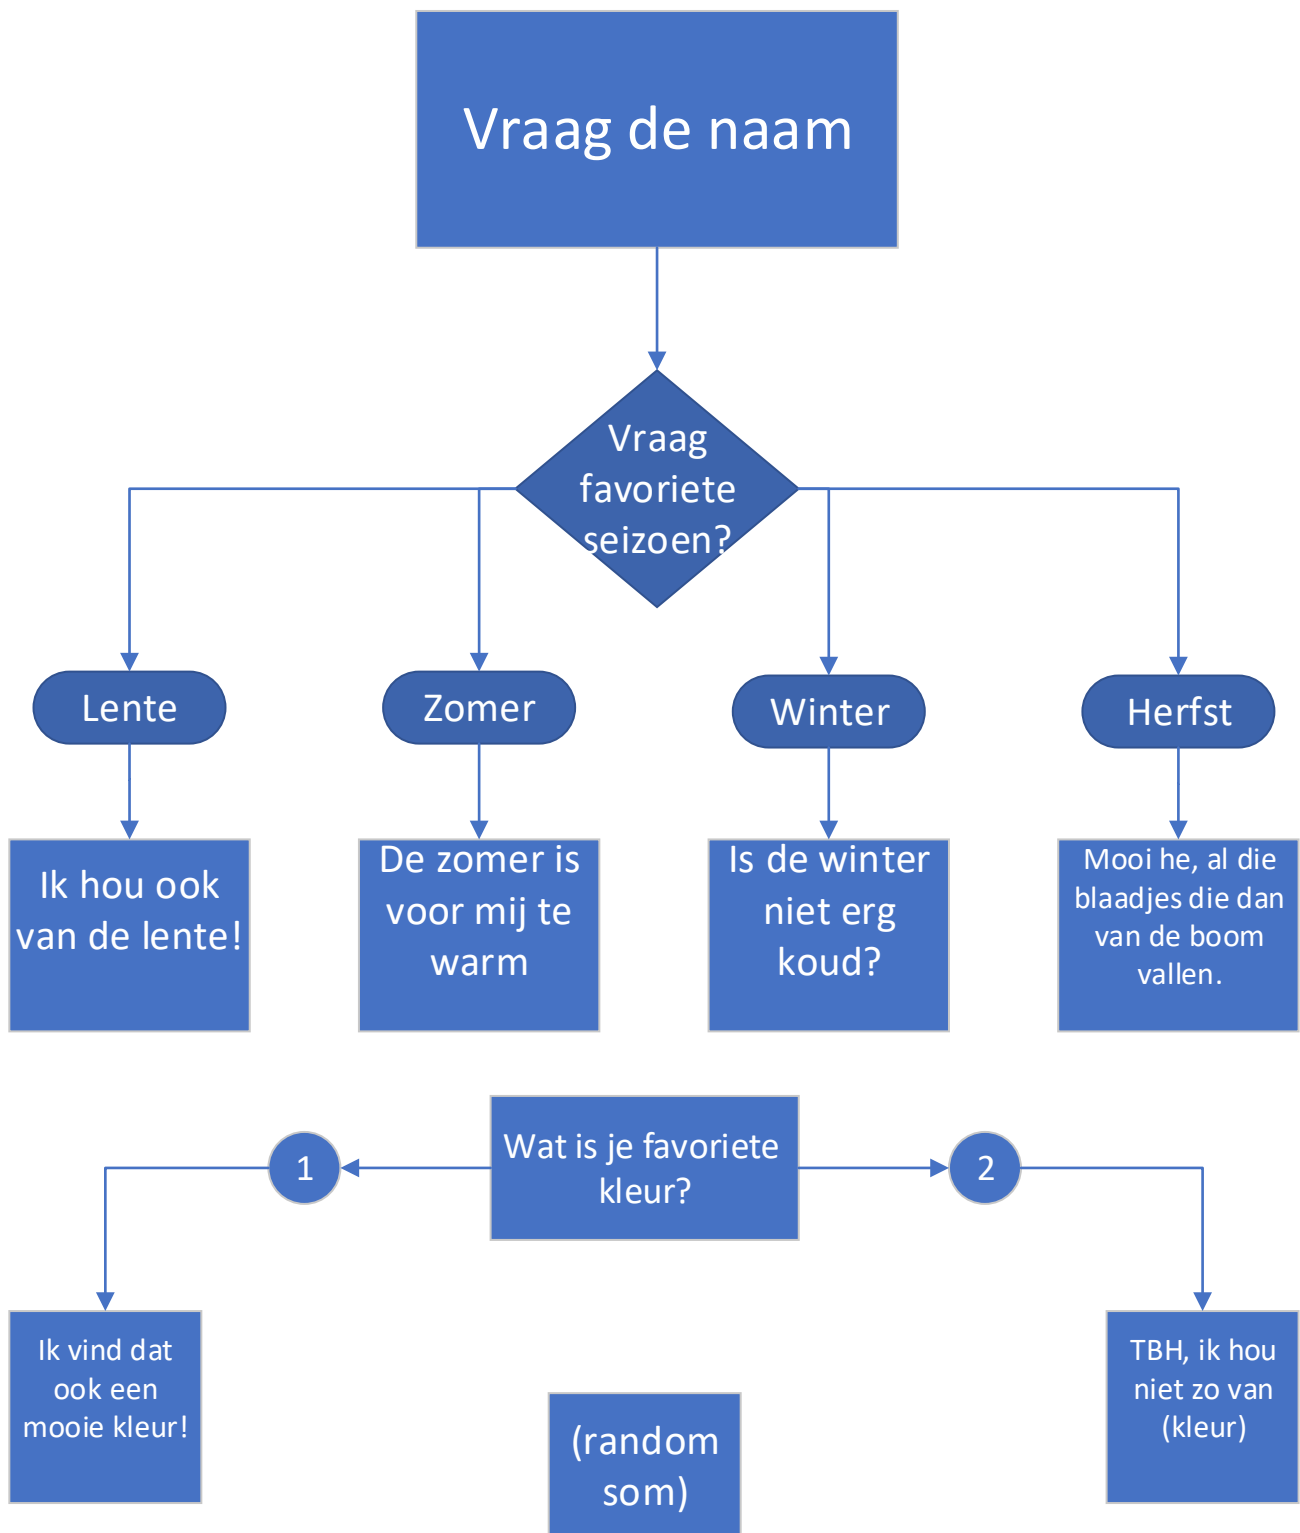 Vraag de naam
Vraag
favoriete
seizoen?
Lente
Zomer
Winter
Herfst
Ik hou ook
van de lente!
De zomer is
voor mij te
warm
Is de winter
niet erg
koud?
Mooi he, al die
blaadjes die dan
van de boom
vallen.
1
Wat is je favoriete
kleur?
2
Ik vind dat
ook een
mooie kleur!
TBH, ik hou
niet zo van
(kleur)
(random
som)